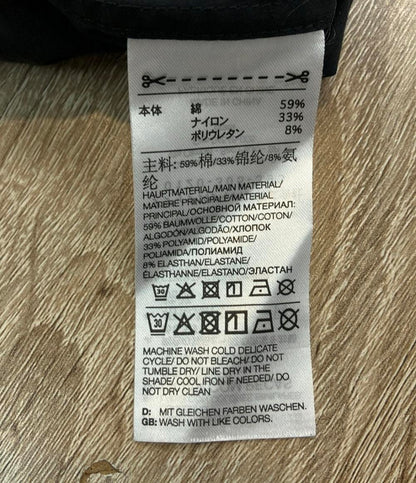 本体 綿 59%
ナイロン 33%
ポリウレタン 8%
主料: 59%棉/33%锦纶/8%氨
纶
HAUPTMATERIAL/MAIN MATERIAL/
MATIERE PRINCIPALE/MATERIAL
PRINCIPAL/ОСНОВНОЙ МАТЕРИАЛ:
59% BAUMWOLLE/COTTON/COTON/
ALGODÓN/ALGODÃO/ХЛОПОК
33% POLYAMID/POLYAMIDE/
POLIAMIDA/ПОЛИАМИД
8% ELASTHAN/ELASTANE/
ÉLASTHANNE/ELASTANO/ЭЛАСТАН
30
30
MACHINE WASH COLD DELICATE
CYCLE/ DO NOT BLEACH/ DO NOT
TUMBLE DRY/ LINE DRY IN THE
SHADE/ COOL IRON IF NEEDED/ DO
NOT DRY CLEAN
D: MIT GLEICHEN FARBEN WASCHEN.
GB: WASH WITH LIKE COLORS.